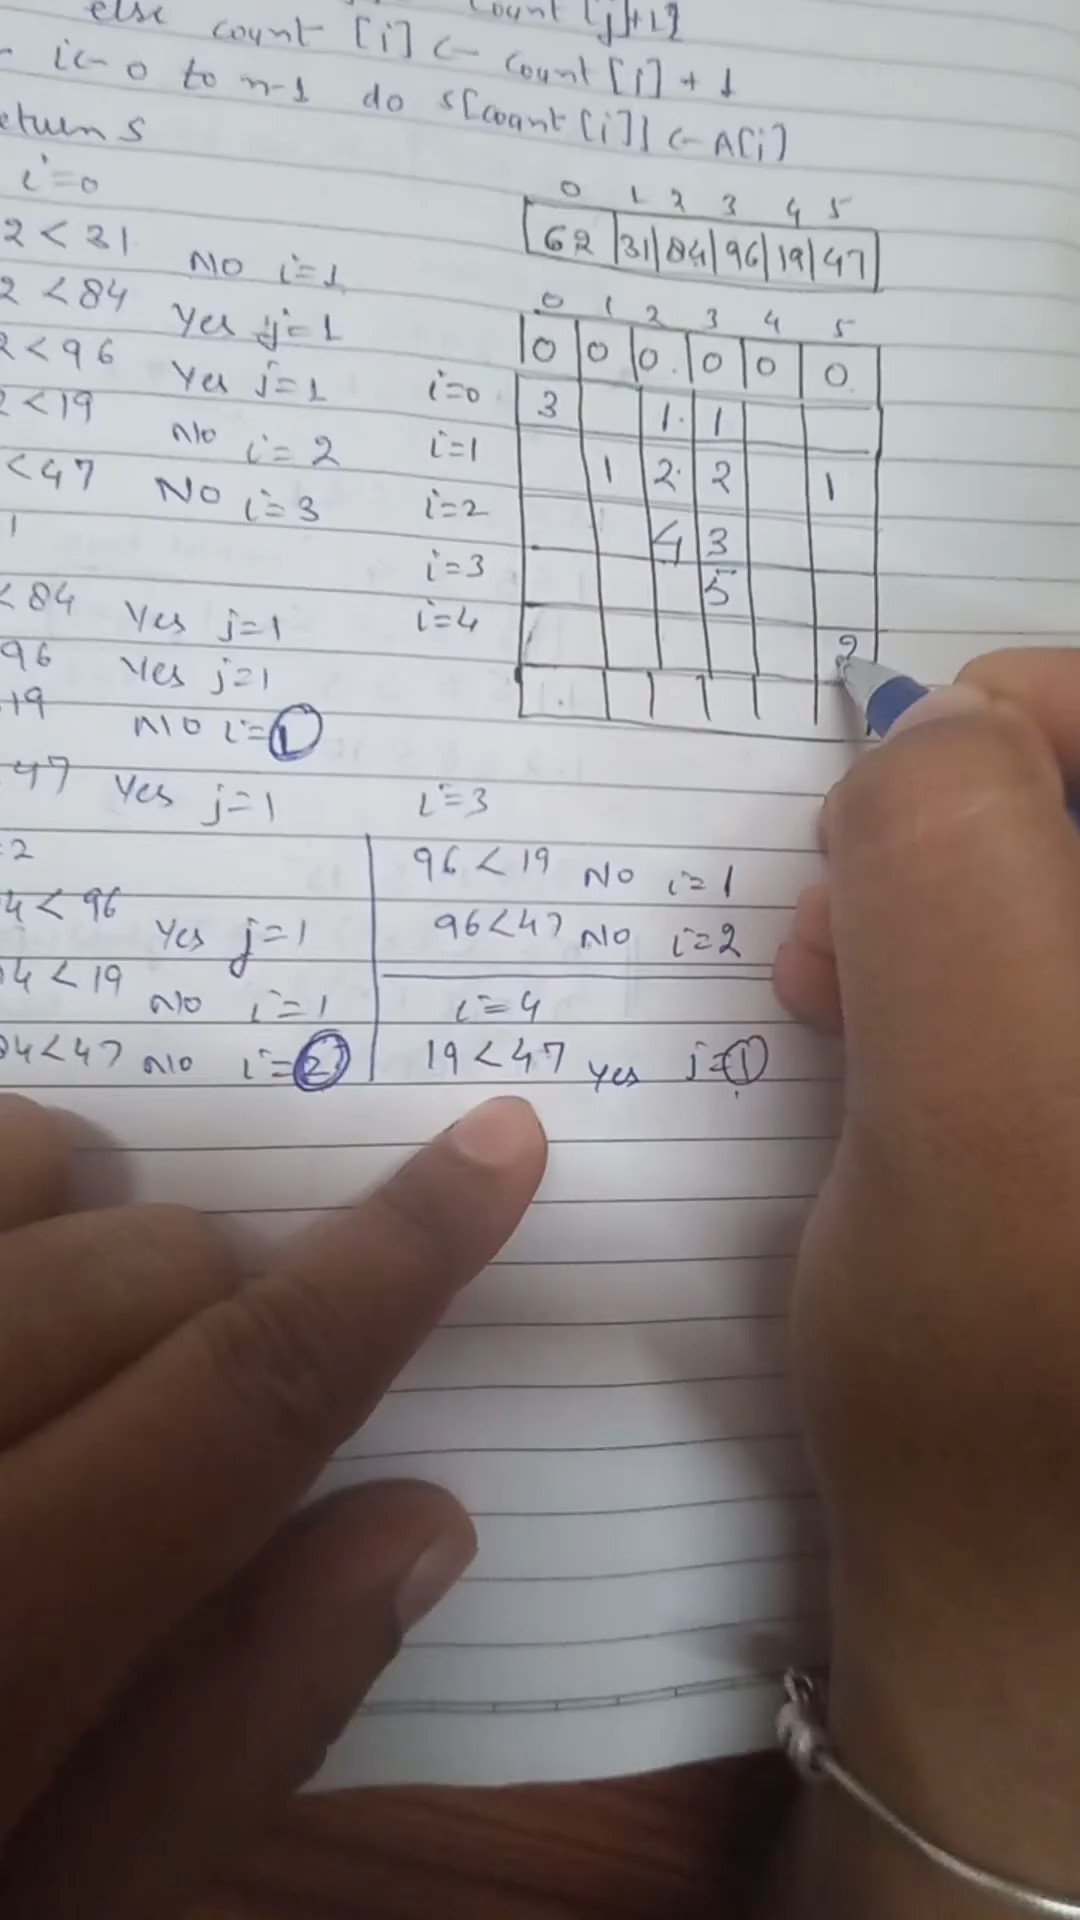 else count [i] <- count [i] + 1
i <- 0 to n-1 do s[count [i]] <- A[i]
eturn S
i=0
0 1 2 3 4 5
62 31 84 96 19 47
2 < 31 No i=1
2 < 84 Yes j=1
2 < 96 Yes j=1
2 < 19 No i=2
< 47 No i=3
0 1 2 3 4 5
0 0 0 0 0 0
i=0 3 1 1
i=1 1 2 2 1
i=2 4 3
i=3 5
i=4 2
1
< 84 Yes j=1
96 Yes j=1
19 No i=1
47 Yes j=1
=2
4 < 96 Yes j=1
4 < 19 No i=1
84<47 No i=2
i=3
96 < 19 No i=1
96<47 No i=2
i=4
19 < 47 yes j=1